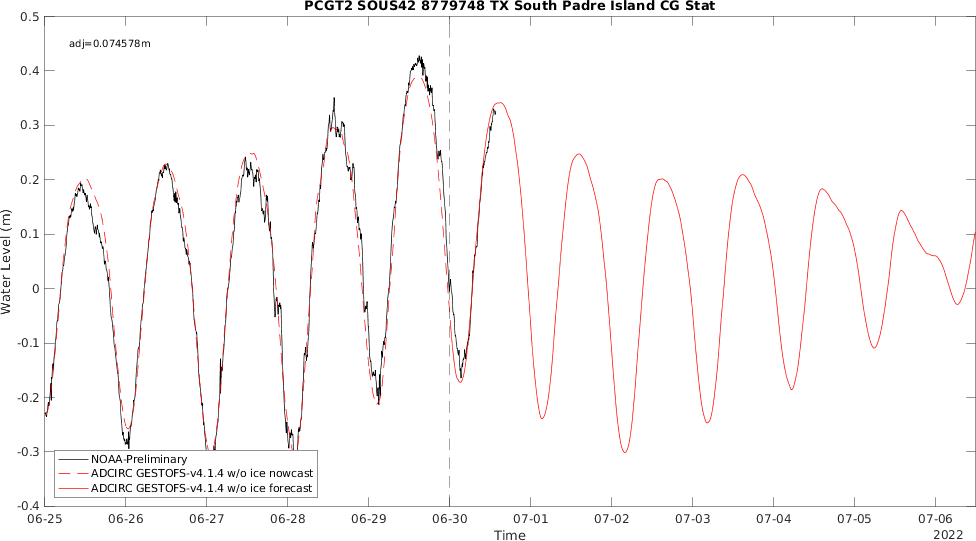 PCGT2 SOUS42 8779748 TX South Padre Island CG Stat
0.5
adj=0.074578m
0.4
0.3
0.2
0.1
0
-0.1
-0.2
-0.3
-0.4
Water Level (m)
NOAA-Preliminary
ADCIRC GESTOFS-v4.1.4 w/o ice nowcast
ADCIRC GESTOFS-v4.1.4 w/o ice forecast
06-25 06-26 06-27 06-28 06-29 06-30 07-01 07-02 07-03 07-04 07-05 07-06
Time
2022